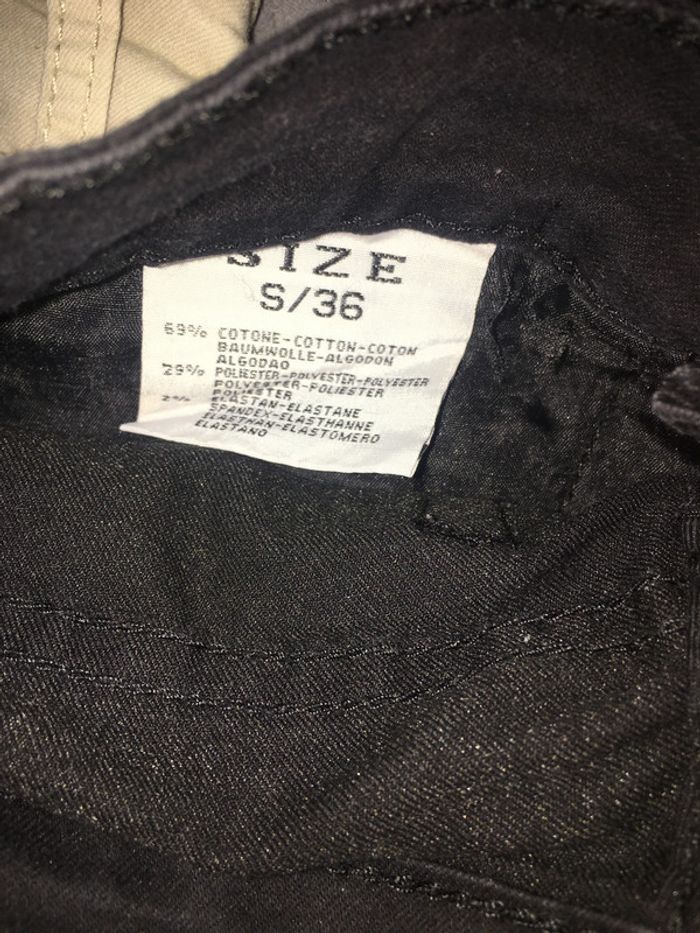 SIZE
S/36
69% COTONE-COTTON-COTON
BAUMWOLLE-ALGODON
ALGODAO
29% POLIESTER-POLYESTER-POLYESTER
POLYESTER-POLIESTER
POLIESTER
2% ELASTAN-ELASTANE
SPANDEX-ELASTHANNE
ELASTHAN-ELASTOMERO
ELASTANO